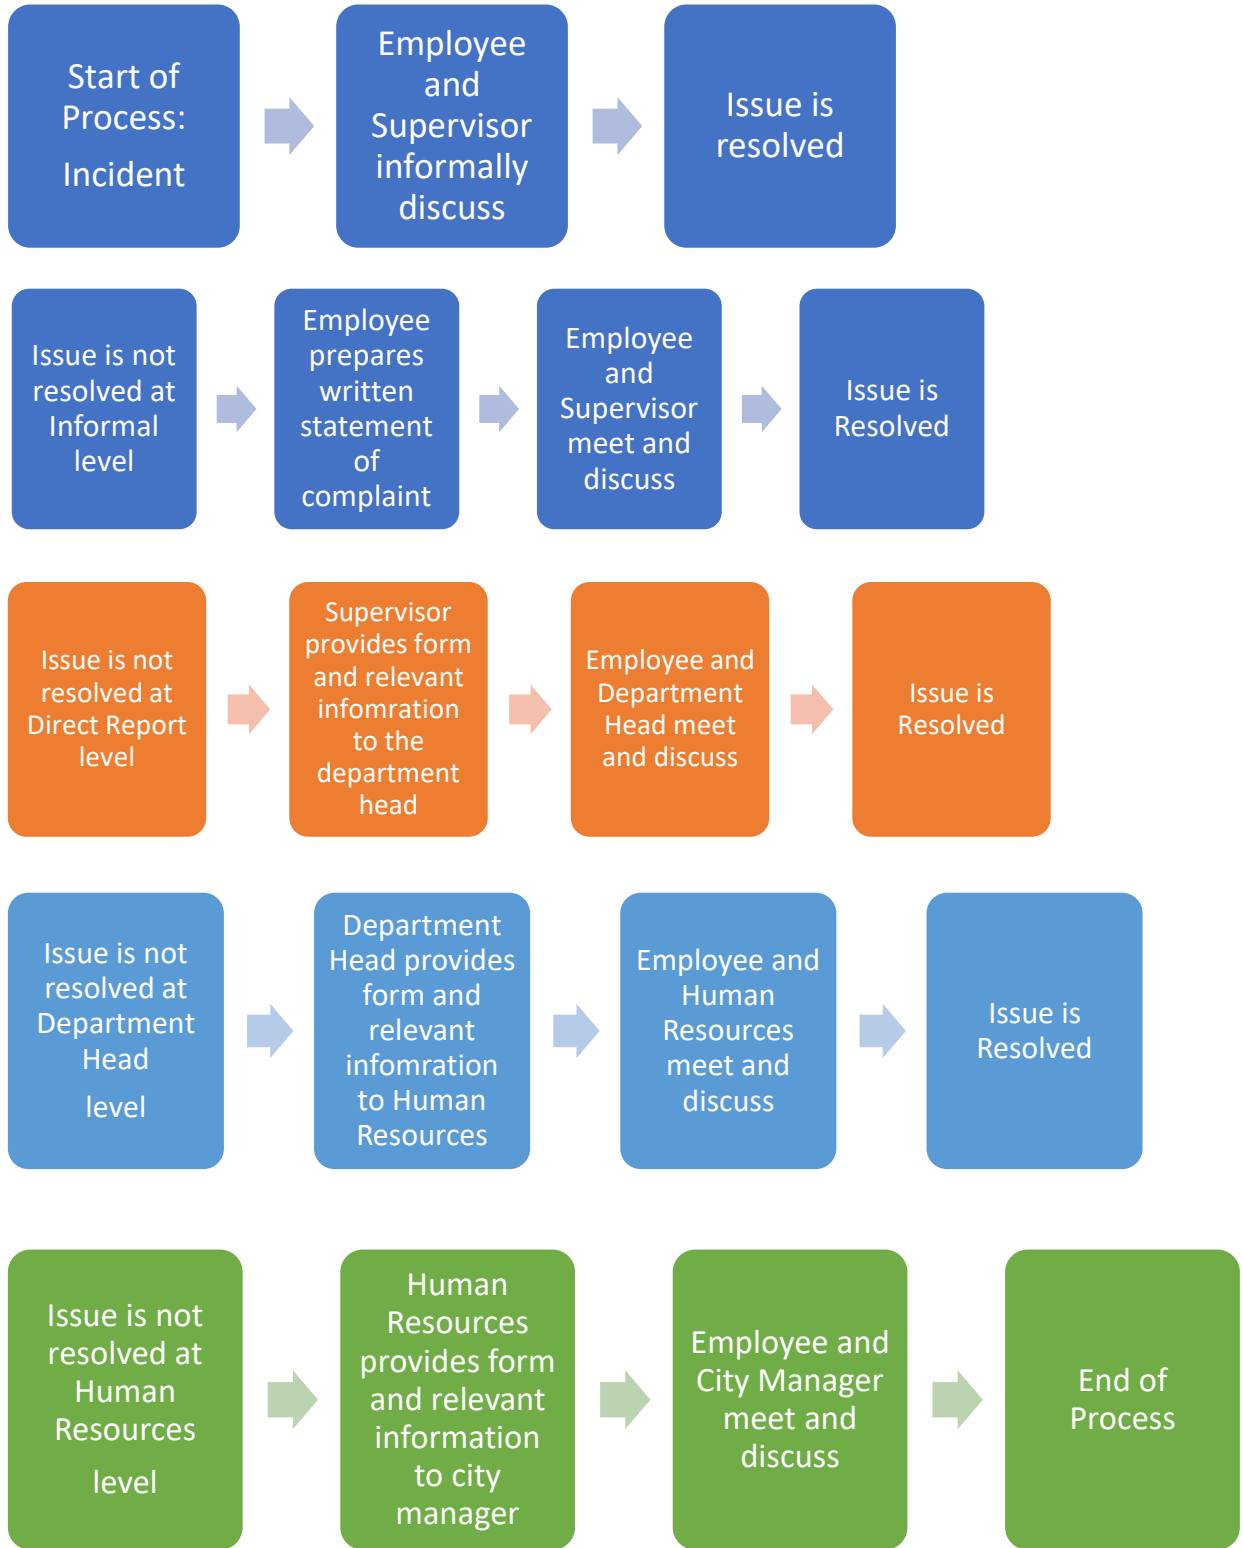 Start of
Process:
Incident
Employee
and
Supervisor
informally
discuss
Issue is
resolved
Issue is not
resolved at
Informal
level
Employee
prepares
written
statement
of
complaint
Employee
and
Supervisor
meet and
discuss
Issue is
Resolved
Issue is not
resolved at
Direct Report
level
Supervisor
provides form
and relevant
infomration
to the
department
head
Employee and
Department
Head meet
and discuss
Issue is
Resolved
Issue is not
resolved at
Department
Head
level
Department
Head provides
form and
relevant
infomration
to Human
Resources
Employee and
Human
Resources
meet and
discuss
Issue is
Resolved
Issue is not
resolved at
Human
Resources
level
Human
Resources
provides form
and relevant
information
to city
manager
Employee and
City Manager
meet and
discuss
End of
Process